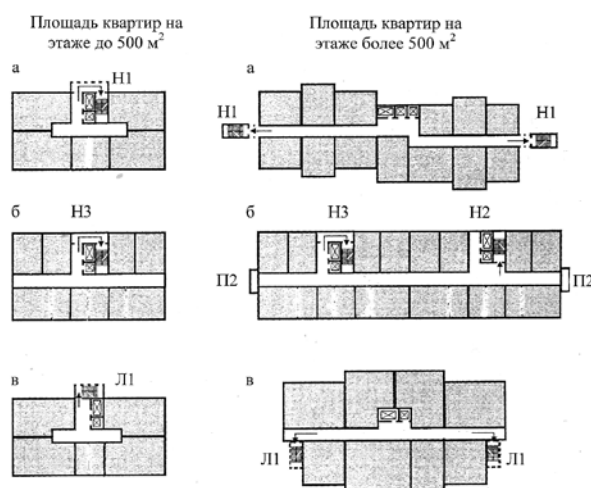 Площадь квартир на
этаже до 500 м²
Площадь квартир на
этаже более 500 м²
а
Н1
а
Н1
Н1
б
Н3
б
Н3
Н2
П2
П2
в
Л1
в
Л1
Л1